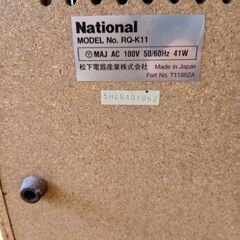 National
MODEL No. RQ-K11
MAJ AC 100V 50/60Hz 41W
松下電器産業株式会社 Made in Japan
Part No. T1185ZA
SHLBA01062